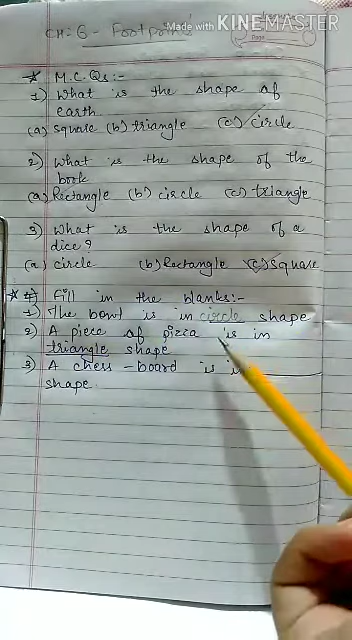 CH-6 - Footprints
Made with KINEMASTER
Page
M.C.Qs:-
1) What is the shape of
earth
(a) square (b) triangle (c) circle
2) What is the shape of the
book
(a) Rectangle (b) circle (c) triangle
3) What is the shape of a
dice?
(a) circle (b) Rectangle (c) square
Fill in the blanks:-
1) The bowl is in circle shape
2) A piece of pizza is in
triangle shape
3) A chess-board is
shape.